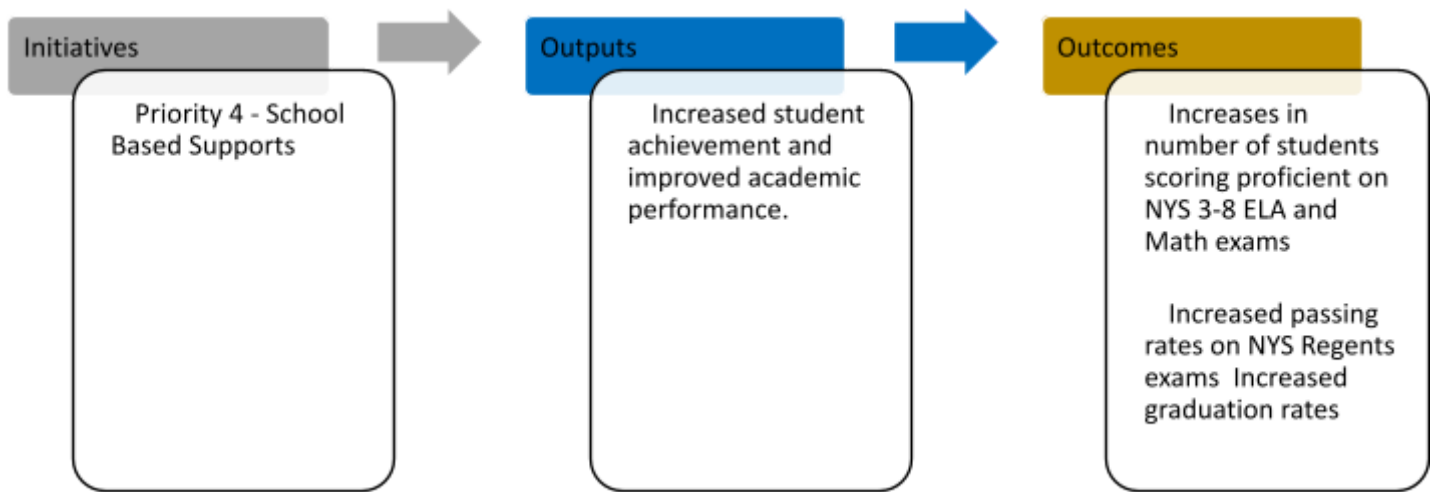 Initiatives
Priority 4 - School
Based Supports
Outputs
Increased student
achievement and
improved academic
performance.
Outcomes
Increases in
number of students
scoring proficient on
NYS 3-8 ELA and
Math exams
Increased passing
rates on NYS Regents
exams  Increased
graduation rates